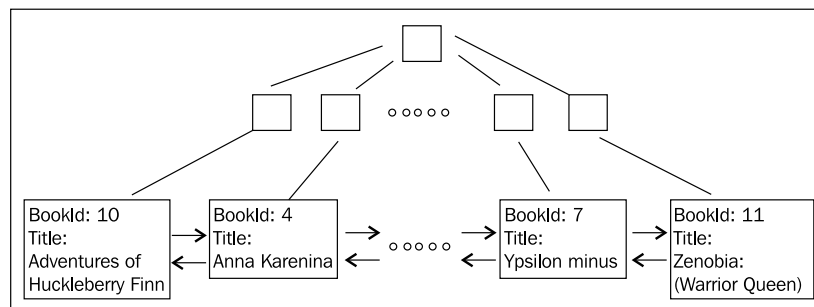 BookId: 10
Title:
Adventures of
Huckleberry Finn
BookId: 4
Title:
Anna Karenina
BookId: 7
Title:
Ypsilon minus
BookId: 11
Title:
Zenobia:
(Warrior Queen)